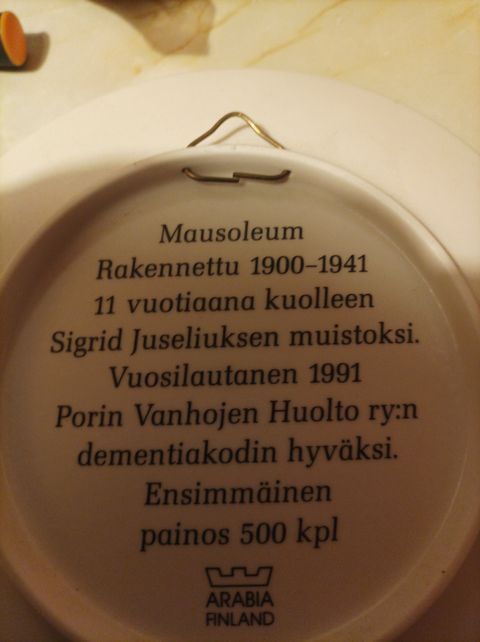 Mausoleum
Rakennettu 1900–1941
11 vuotiaana kuolleen
Sigrid Juseliuksen muistoksi.
Vuosilautanen 1991
Porin Vanhojen Huolto ry:n
dementiakodin hyväksi.
Ensimmäinen
painos 500 kpl
ARABIA
FINLAND